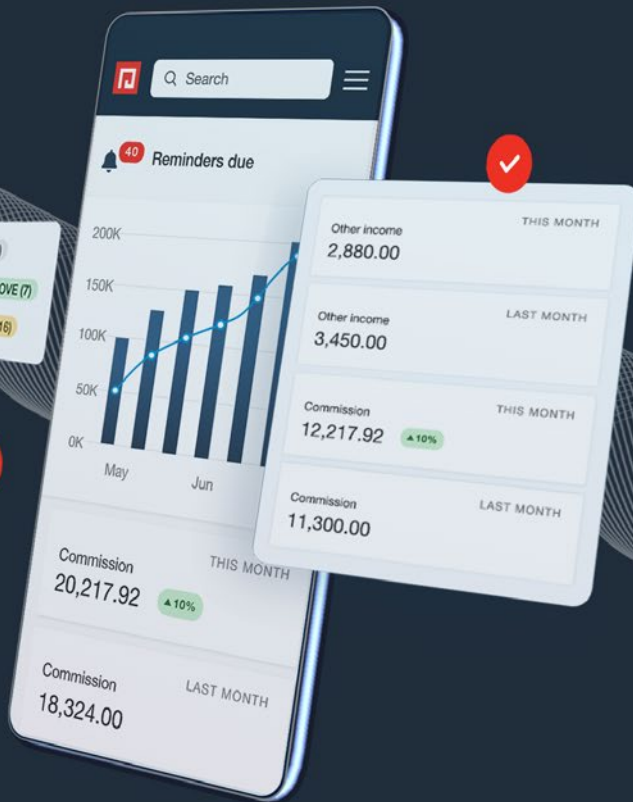 Search
40
Reminders due
200K
150K
100K
50K
0K
May
Jun
Commission
THIS MONTH
20,217.92
▲10%
Commission
LAST MONTH
18,324.00
OVE (7)
16)
Other income
THIS MONTH
2,880.00
Other income
LAST MONTH
3,450.00
Commission
THIS MONTH
12,217.92
▲10%
Commission
LAST MONTH
11,300.00